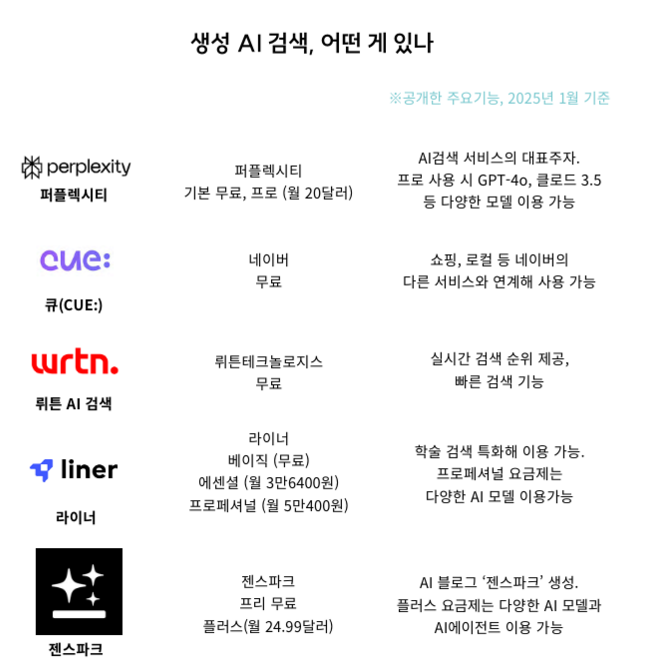 생성 AI 검색, 어떤 게 있나
※공개한 주요기능, 2025년 1월 기준
perplexity
퍼플렉시티
퍼플렉시티
기본 무료, 프로 (월 20달러)
AI검색 서비스의 대표주자.
프로 사용 시 GPT-4o, 클로드 3.5
등 다양한 모델 이용 가능
cue:
큐(CUE:)
네이버
무료
쇼핑, 로컬 등 네이버의
다른 서비스와 연계해 사용 가능
wrtn.
뤼튼 AI 검색
뤼튼테크놀로지스
무료
실시간 검색 순위 제공,
빠른 검색 기능
liner
라이너
라이너
베이직 (무료)
에센셜 (월 3만6400원)
프로페셔널 (월 5만400원)
학술 검색 특화해 이용 가능.
프로페셔널 요금제는
다양한 AI 모델 이용가능
젠스파크
젠스파크
프리 무료
플러스(월 24.99달러)
AI 블로그 ‘젠스파크’ 생성.
플러스 요금제는 다양한 AI 모델과
AI에이전트 이용 가능